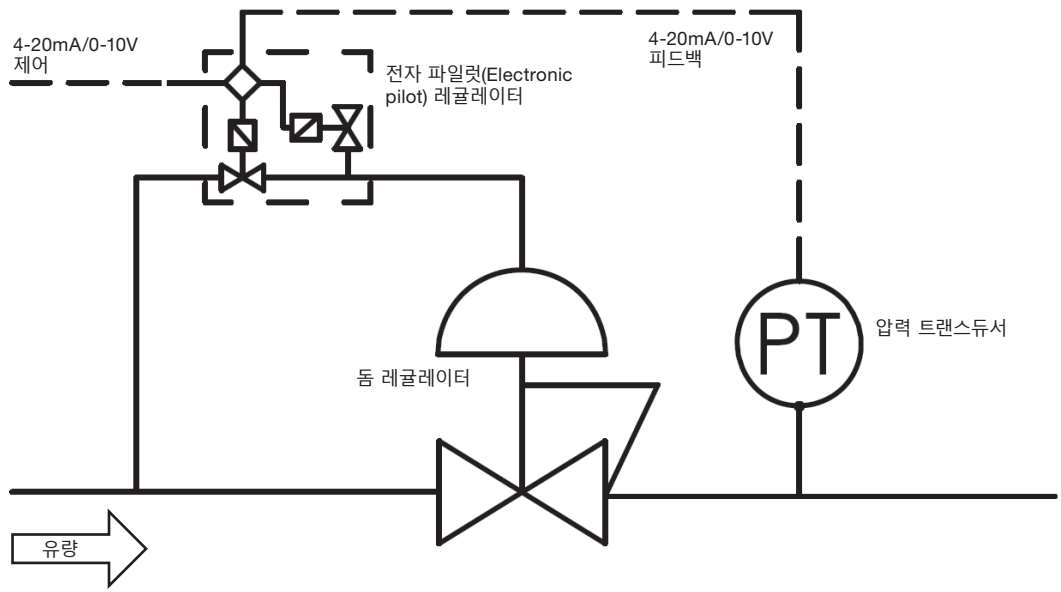 4-20mA/0-10V
제어
4-20mA/0-10V
피드백
전자 파일럿(Electronic
pilot) 레귤레이터
PT
압력 트랜스듀서
돔 레귤레이터
유량